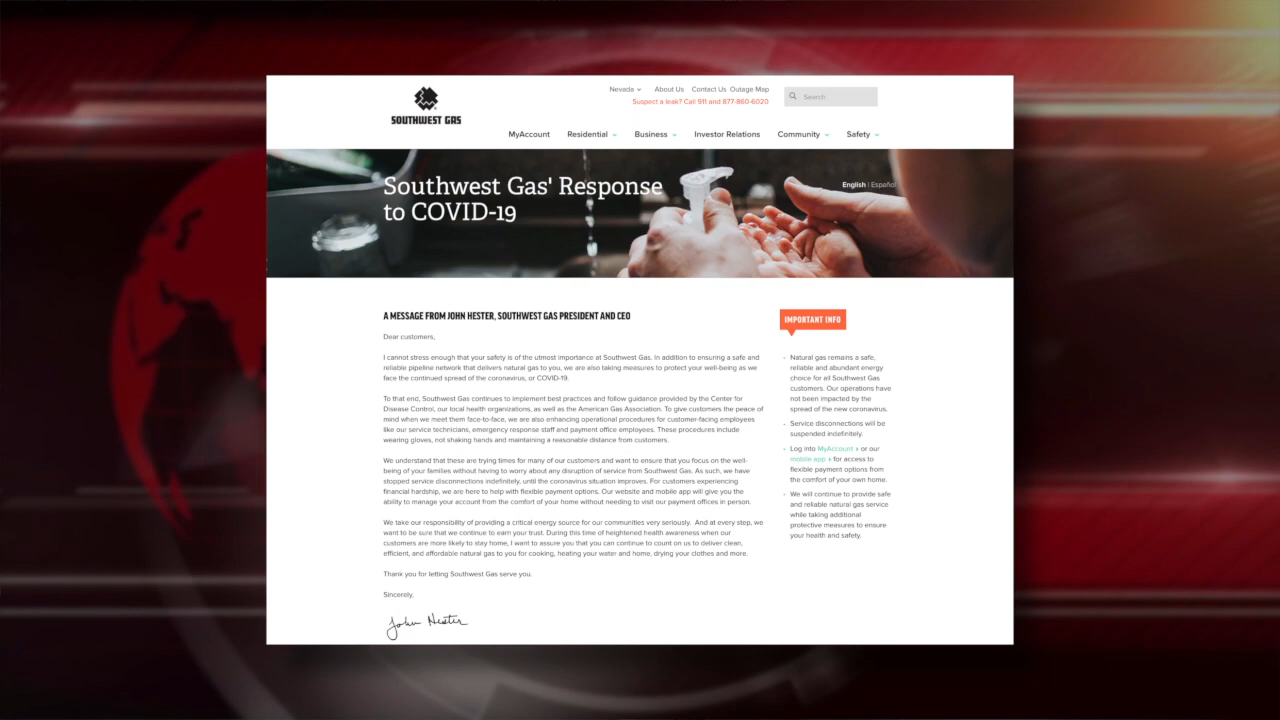 SOUTHWEST GAS
Nevada
About Us
Contact Us
Outage Map
Search
Suspect a leak? Call 911 and 877-860-6020
MyAccount
Residential
Business
Investor Relations
Community
Safety
Southwest Gas' Response
to COVID-19
English | Español
A MESSAGE FROM JOHN HESTER, SOUTHWEST GAS PRESIDENT AND CEO
Dear customers,
I cannot stress enough that your safety is of the utmost importance at Southwest Gas. In addition to ensuring a safe and
reliable pipeline network that delivers natural gas to you, we are also taking measures to protect your well-being as we
face the continued spread of the coronavirus, or COVID-19.
To that end, Southwest Gas continues to implement best practices and follow guidance provided by the Center for
Disease Control, our local health organizations, as well as the American Gas Association. To give customers the peace of
mind when we meet them face-to-face, we are also enhancing operational procedures for customer-facing employees
like our service technicians, emergency response staff and payment office employees. These procedures include
wearing gloves, not shaking hands and maintaining a reasonable distance from customers.
We understand that these are trying times for many of our customers and want to ensure that you focus on the well-
being of your families without having to worry about any disruption of service from Southwest Gas. As such, we have
stopped service disconnections indefinitely, until the coronavirus situation improves. For customers experiencing
financial hardship, we are here to help with flexible payment options. Our website and mobile app will give you the
ability to manage your account from the comfort of your home without needing to visit our payment offices in person.
We take our responsibility of providing a critical energy source for our communities very seriously. And at every step, we
want to be sure that we continue to earn your trust. During this time of heightened health awareness when our
customers are more likely to stay home, I want to assure you that you can continue to count on us to deliver clean,
efficient, and affordable natural gas to you for cooking, heating your water and home, drying your clothes and more.
Thank you for letting Southwest Gas serve you.
Sincerely,
John Hester
IMPORTANT INFO
Natural gas remains a safe,
reliable and abundant energy
choice for all Southwest Gas
customers. Our operations have
not been impacted by the
spread of the new coronavirus.
Service disconnections will be
suspended indefinitely.
Log into MyAccount › or our
mobile app › for access to
flexible payment options from
the comfort of your own home.
We will continue to provide safe
and reliable natural gas service
while taking additional
protective measures to ensure
your health and safety.